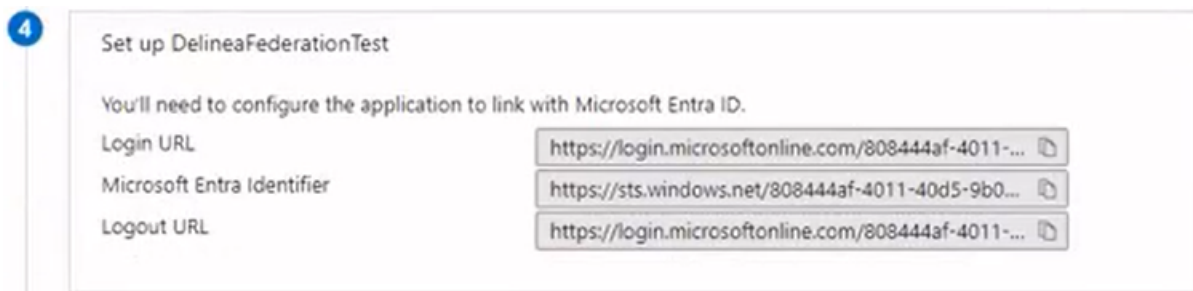 4
Set up DelineaFederationTest
You'll need to configure the application to link with Microsoft Entra ID.
Login URL https://login.microsoftonline.com/808444af-4011-...
Microsoft Entra Identifier https://sts.windows.net/808444af-4011-40d5-9b0...
Logout URL https://login.microsoftonline.com/808444af-4011-...